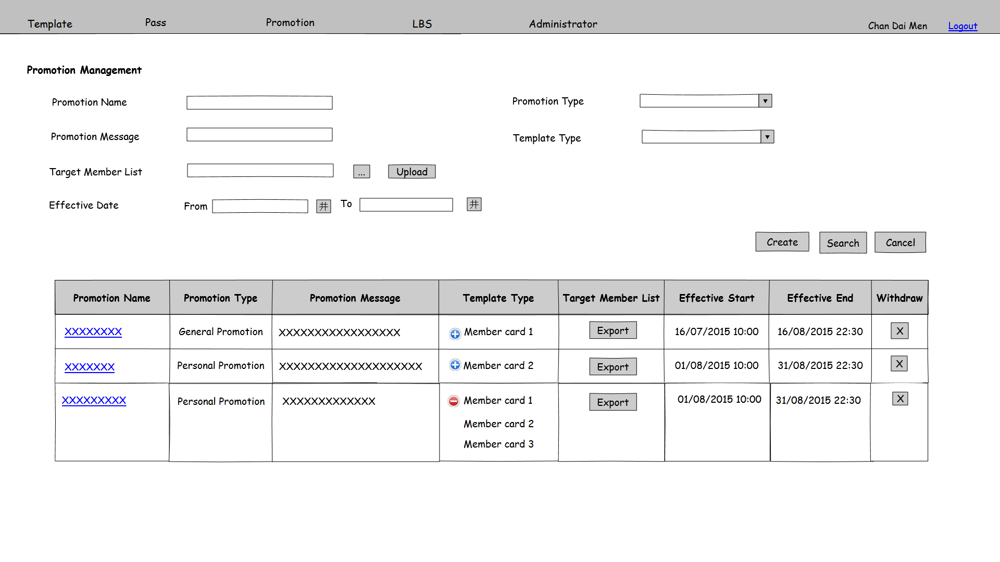 Template Pass Promotion LBS Administrator Chan Dai Men Logout
Promotion Management
Promotion Name Promotion Type ▼
Promotion Message Template Type ▼
Target Member List ... Upload
Effective Date From 井 To 井
Create Search Cancel
Promotion Name Promotion Type Promotion Message Template Type Target Member List Effective Start Effective End Withdraw
XXXXXXXX General Promotion XXXXXXXXXXXXXXXXX Member card 1 Export 16/07/2015 10:00 16/08/2015 22:30 X
XXXXXXX Personal Promotion XXXXXXXXXXXXXXXXXXXX Member card 2 Export 01/08/2015 10:00 31/08/2015 22:30 X
XXXXXXXXX Personal Promotion XXXXXXXXXXXXX Member card 1 Export 01/08/2015 10:00 31/08/2015 22:30 X
Member card 2
Member card 3